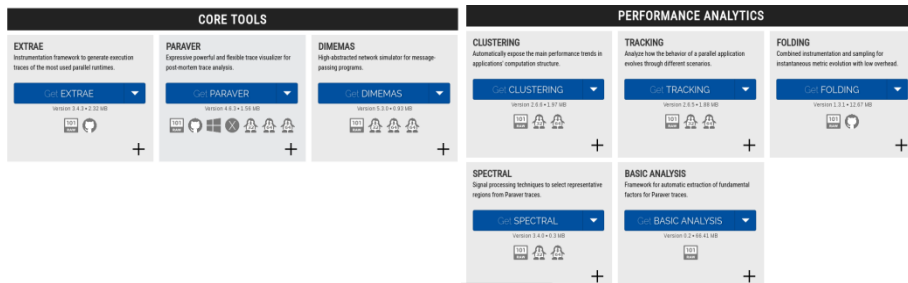 CORE TOOLS
EXTRAE
Instrumentation framework to generate execution
traces of the most used parallel runtimes.
Get EXTRAE
Version 3.4.3 • 2.32 MB
PARAVER
Expressive powerful and flexible trace visualizer for
post-mortem trace analysis.
Get PARAVER
Version 4.6.3 • 1.59 MB
DIMEMAS
High-abstracted network simulator for message-
passing programs.
Get DIMEMAS
Version 5.3.0 • 0.93 MB
PERFORMANCE ANALYTICS
CLUSTERING
Automatically expose the main performance trends in
applications' computation structure.
Get CLUSTERING
Version 2.6.6 • 1.97 MB
TRACKING
Analyze how the behavior of a parallel application
evolves through different scenarios.
Get TRACKING
Version 2.6.5 • 1.88 MB
FOLDING
Combined instrumentation and sampling for
instantaneous metric evolution with low overhead.
Get FOLDING
Version 1.3.1 • 12.67 MB
SPECTRAL
Signal processing techniques to select representative
regions from Paraver traces.
Get SPECTRAL
Version 3.4.0 • 0.3 MB
BASIC ANALYSIS
Framework for automatic extraction of fundamental
factors for Paraver traces.
Get BASIC ANALYSIS
Version 0.2 • 66.41 MB